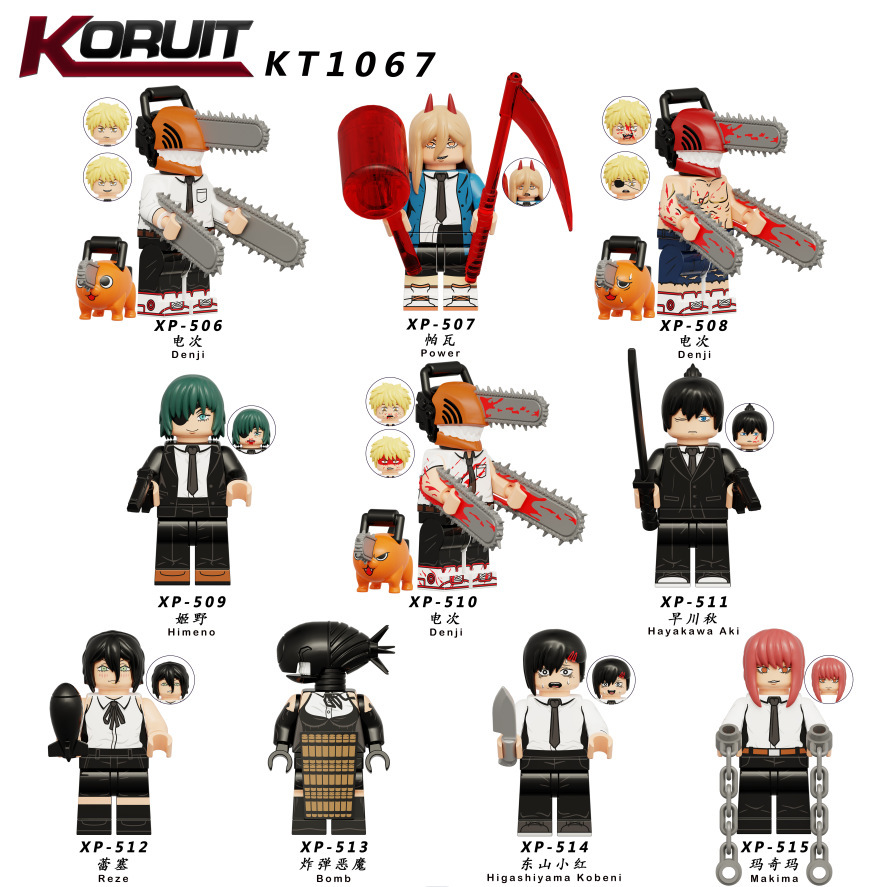 KORUIT
KT1067
XP-506
电次
Denji
XP-507
帕瓦
Power
XP-508
电次
Denji
XP-509
姬野
Himeno
XP-510
电次
Denji
XP-511
早川秋
Hayakawa Aki
XP-512
蕾塞
Reze
XP-513
炸弹恶魔
Bomb
XP-514
东山小红
Higashiyama Kobeni
XP-515
玛奇玛
Makima